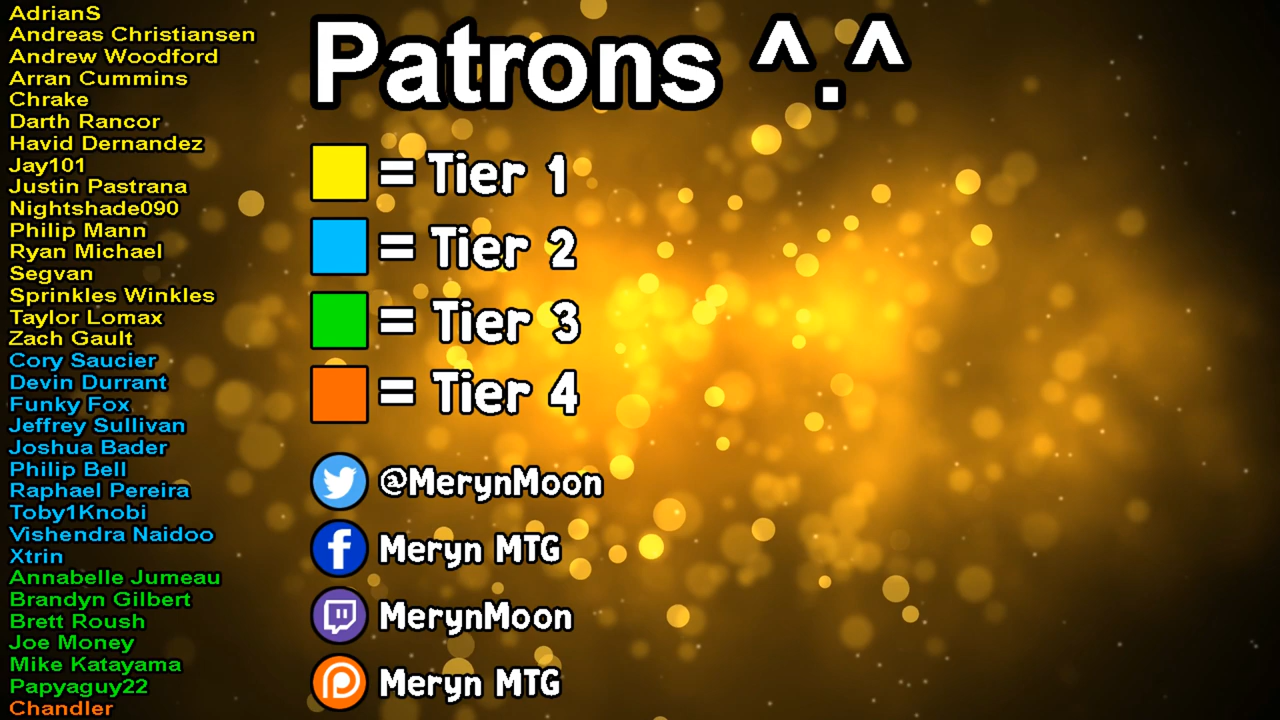 AdrianS
Andreas Christiansen
Andrew Woodford
Arran Cummins
Chrake
Darth Rancor
Havid Dernandez
Jay101
Justin Pastrana
Nightshade090
Philip Mann
Ryan Michael
Segvan
Sprinkles Winkles
Taylor Lomax
Zach Gault
Cory Saucier
Devin Durrant
Funky Fox
Jeffrey Sullivan
Joshua Bader
Philip Bell
Raphael Pereira
Toby1Knobi
Vishendra Naidoo
Xtrin
Annabelle Jumeau
Brandyn Gilbert
Brett Roush
Joe Money
Mike Katayama
Papyaguy22
Chandler
Patrons ^.^
= Tier 1
= Tier 2
= Tier 3
= Tier 4
@MerynMoon
Meryn MTG
MerynMoon
Meryn MTG